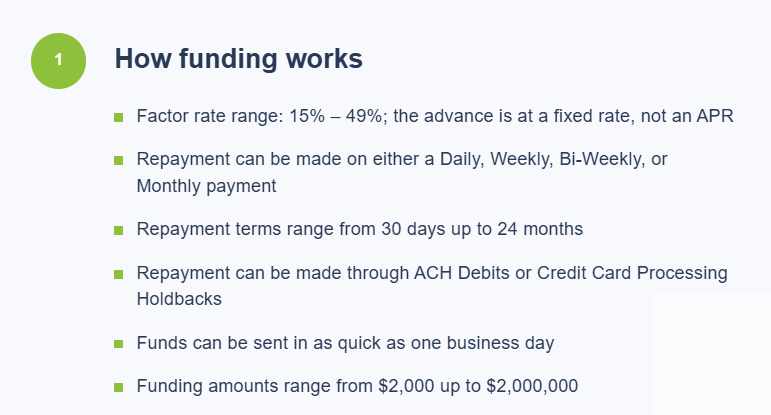 1
How funding works
Factor rate range: 15% – 49%; the advance is at a fixed rate, not an APR
Repayment can be made on either a Daily, Weekly, Bi-Weekly, or
Monthly payment
Repayment terms range from 30 days up to 24 months
Repayment can be made through ACH Debits or Credit Card Processing
Holdbacks
Funds can be sent in as quick as one business day
Funding amounts range from $2,000 up to $2,000,000